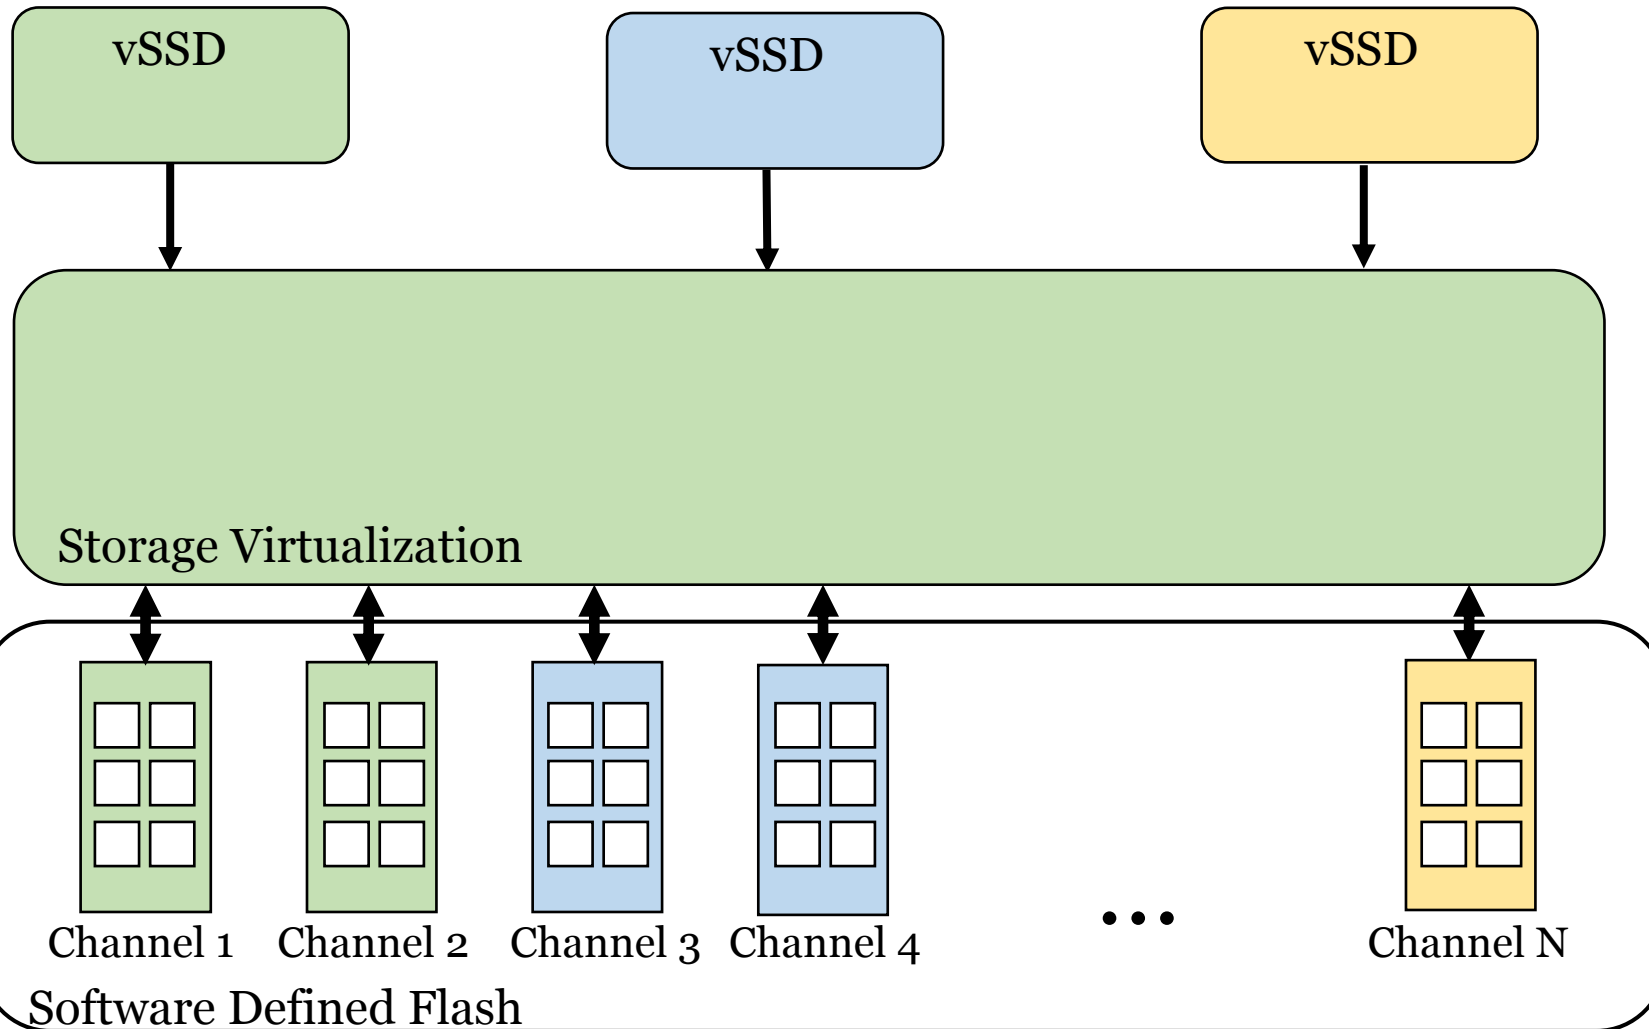 vSSD
vSSD
vSSD
Storage Virtualization
Channel 1
Channel 2
Channel 3
Channel 4
...
Channel N
Software Defined Flash